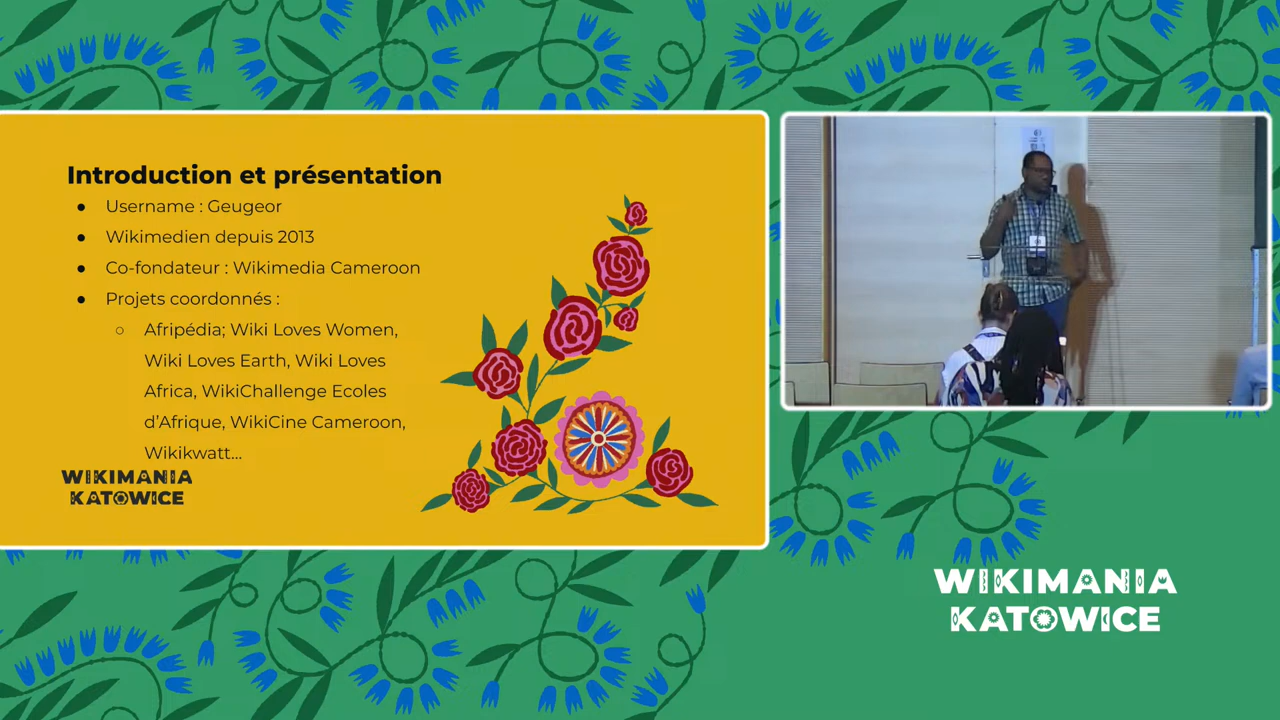 Introduction et présentation
● Username : Geugeor
● Wikimedien depuis 2013
● Co-fondateur : Wikimedia Cameroon
● Projets coordonnés :
○ Afripédia; Wiki Loves Women,
Wiki Loves Earth, Wiki Loves
Africa, WikiChallenge Ecoles
d’Afrique, WikiCine Cameroon,
Wikikwatt...
WIKIMANIA
KATOWICE
WIKIMANIA
KATOWICE